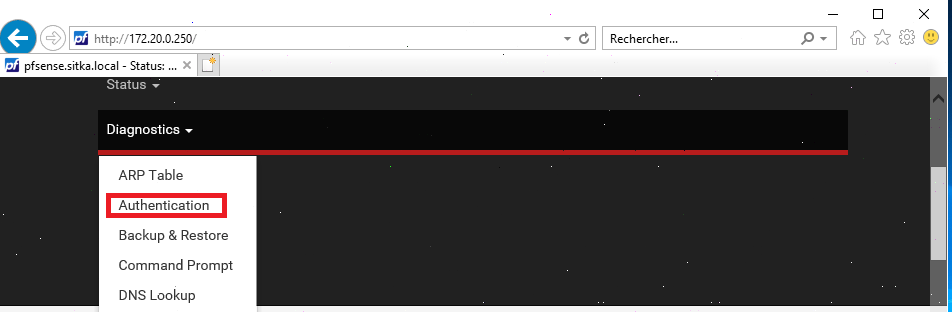 http://172.20.0.250/
Rechercher...
pfsense.sitka.local - Status: ...
Status
Diagnostics
ARP Table
Authentication
Backup & Restore
Command Prompt
DNS Lookup